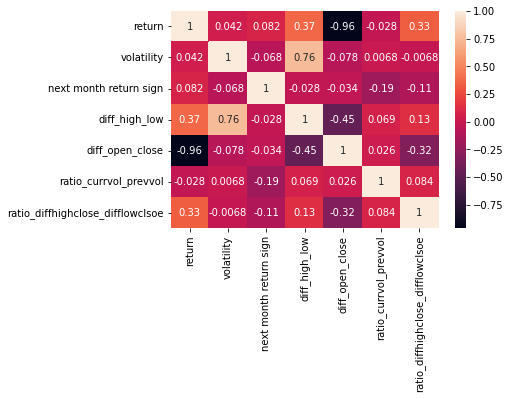 return 1 0.042 0.082 0.37 -0.96 -0.028 0.33
volatility 0.042 1 -0.068 0.76 -0.078 0.0068 -0.0068
next month return sign 0.082 -0.068 1 -0.028 -0.034 -0.19 -0.11
diff_high_low 0.37 0.76 -0.028 1 -0.45 0.069 0.13
diff_open_close -0.96 -0.078 -0.034 -0.45 1 0.026 -0.32
ratio_currvol_prevvol -0.028 0.0068 -0.19 0.069 0.026 1 0.084
ratio_diffhighclose_difflowclsoe 0.33 -0.0068 -0.11 0.13 -0.32 0.084 1
return
volatility
next month return sign
diff_high_low
diff_open_close
ratio_currvol_prevvol
ratio_diffhighclose_difflowclsoe
1.00
0.75
0.50
0.25
0.00
-0.25
-0.50
-0.75